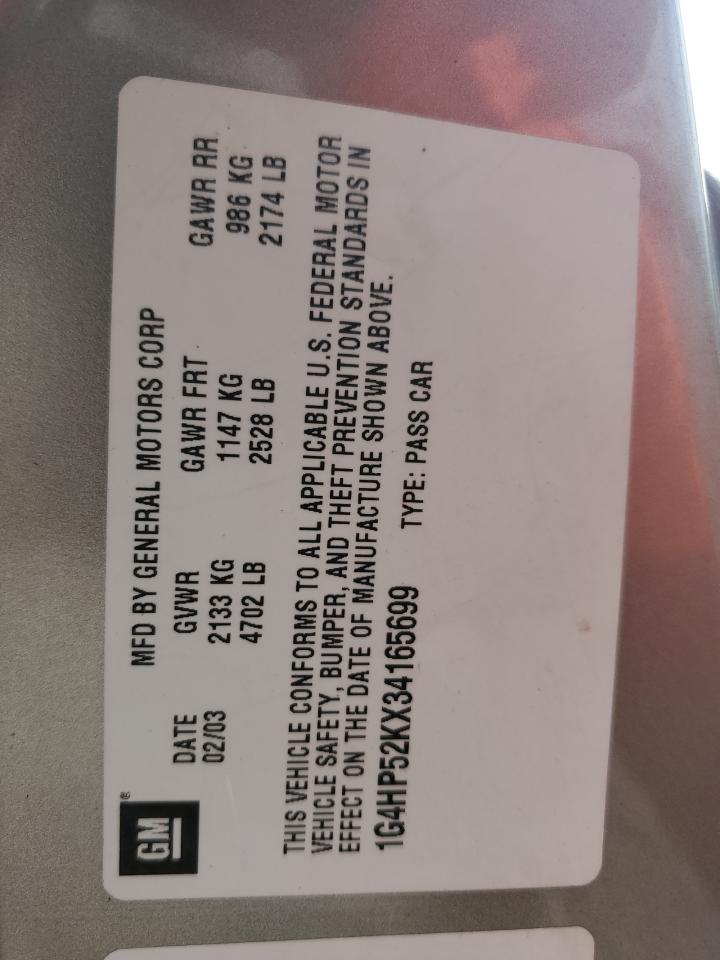 GM®
MFD BY GENERAL MOTORS CORP
DATE GVWR GAWR FRT GAWR RR
02/03 2133 KG 1147 KG 986 KG
4702 LB 2528 LB 2174 LB
THIS VEHICLE CONFORMS TO ALL APPLICABLE U.S. FEDERAL MOTOR
VEHICLE SAFETY, BUMPER, AND THEFT PREVENTION STANDARDS IN
EFFECT ON THE DATE OF MANUFACTURE SHOWN ABOVE.
1G4HP52KX34165699 TYPE: PASS CAR